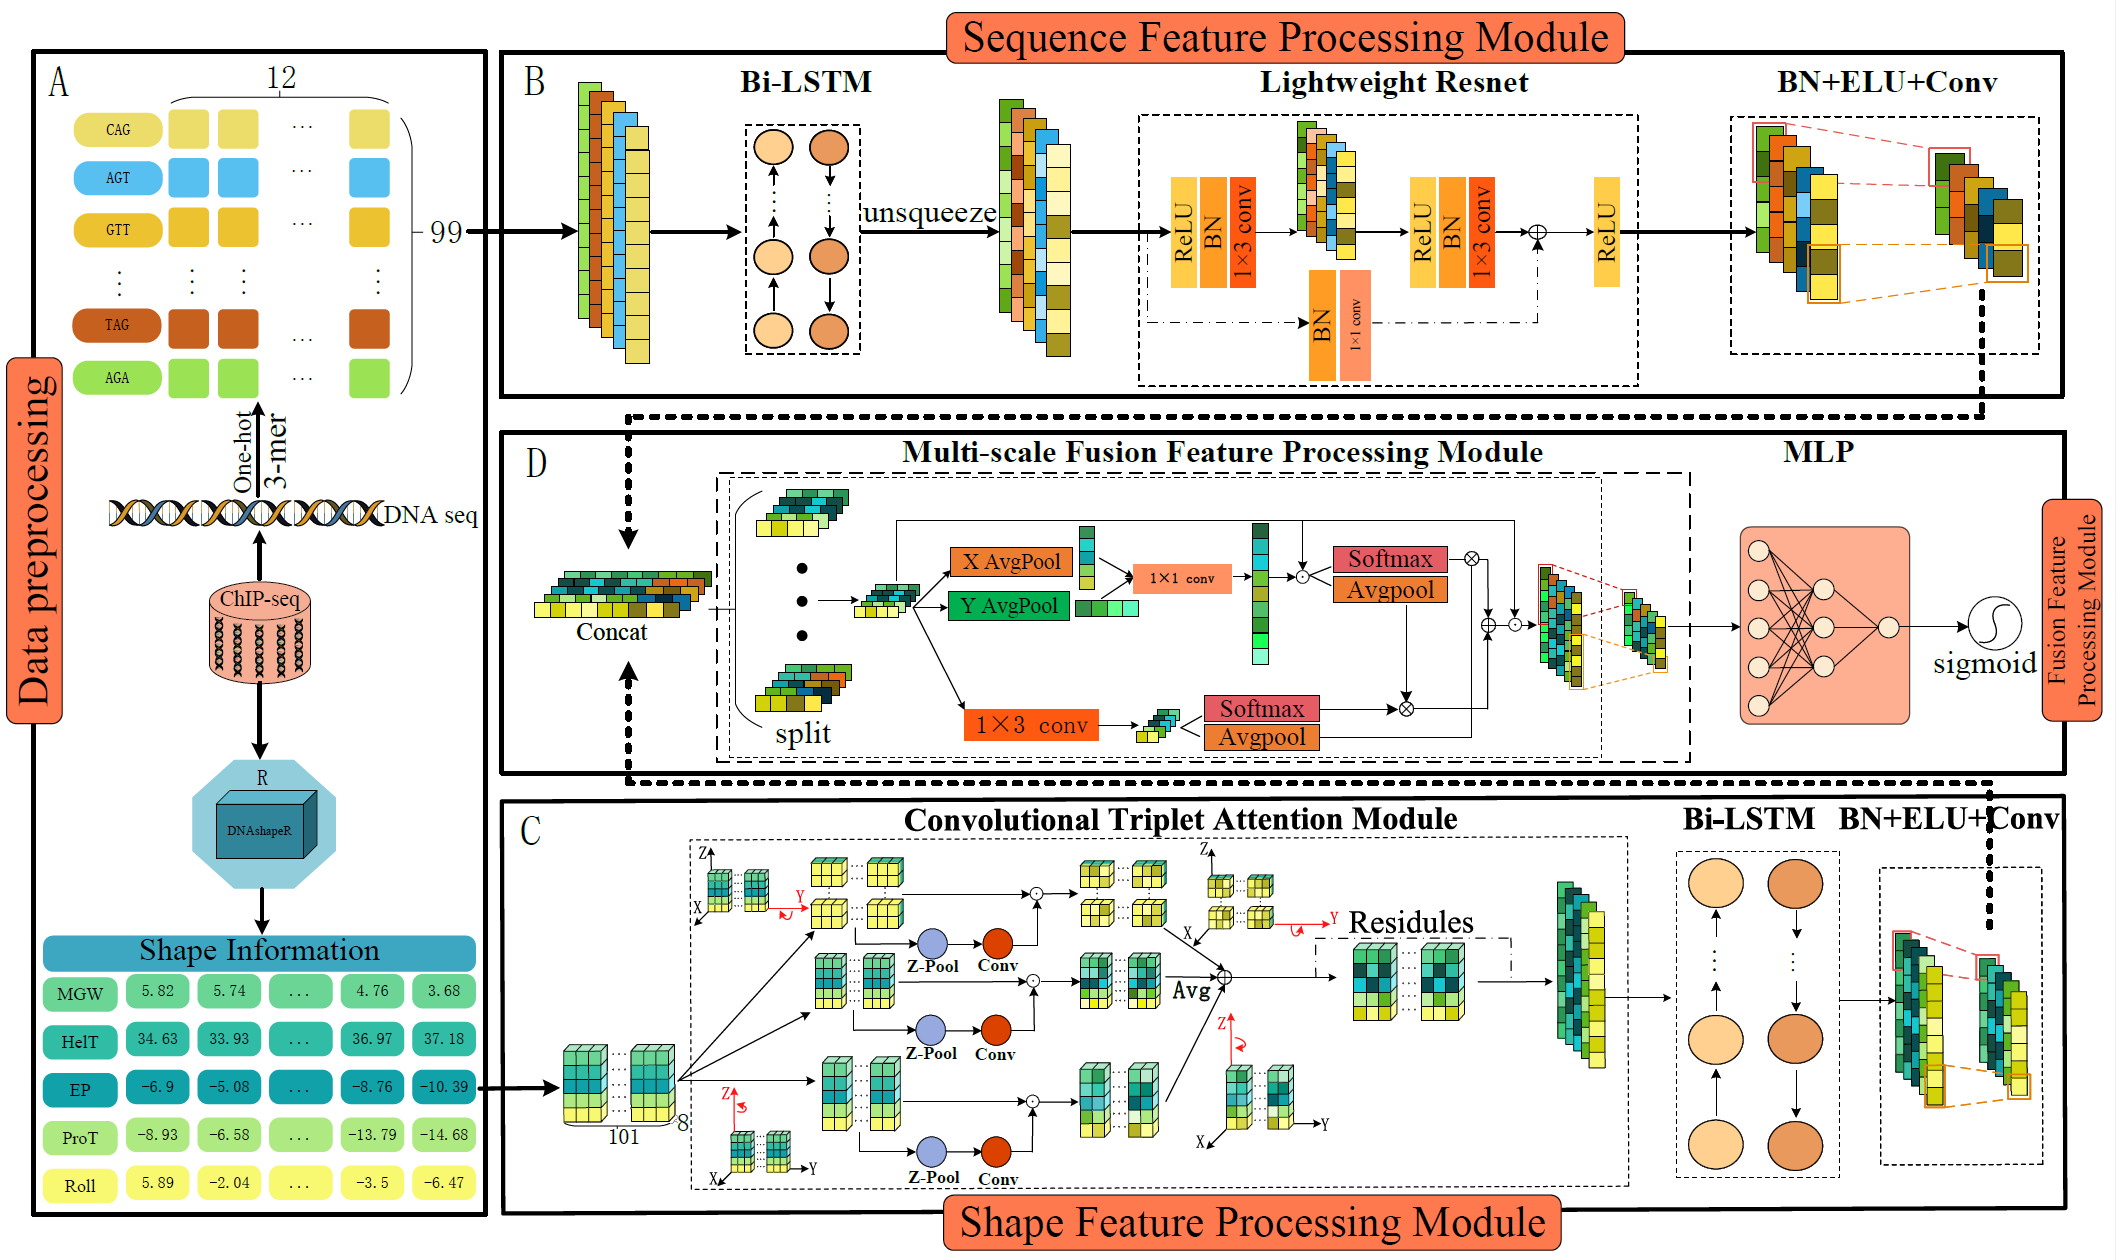 Sequence Feature Processing Module
A
12
CAG
...
AGT
...
GTT
...
99
TAG
...
AGA
...
One-hot
3-mer
DNA seq
ChIP-seq
R
DNAshapeR
Shape Information
MGW 5.82 5.74 ... 4.76 3.68
HelT 34.63 33.93 ... 36.97 37.18
EP -6.9 -5.08 ... -8.76 -10.39
ProT -8.93 -6.58 ... -13.79 -14.68
Roll 5.89 -2.04 ... -3.5 -6.47
Data preprocessing
B
Bi-LSTM
Lightweight Resnet
BN+ELU+Conv
unsqueeze
ReLU
BN
1×3 conv
ReLU
BN
1×3 conv
ReLU
BN
1×1 conv
D
Multi-scale Fusion Feature Processing Module
MLP
Concat
split
X AvgPool
Y AvgPool
1×1 conv
Softmax
Avgpool
1×3 conv
Softmax
Avgpool
sigmoid
Fusion Feature
Processing Module
C
Convolutional Triplet Attention Module
Bi-LSTM
BN+ELU+Conv
101
8
Z
Y
X
Z-Pool
Conv
Z-Pool
Conv
Z
Y
X
Z-Pool
Conv
Avg
Z
Y
X
Z
Y
X
Residules
Shape Feature Processing Module